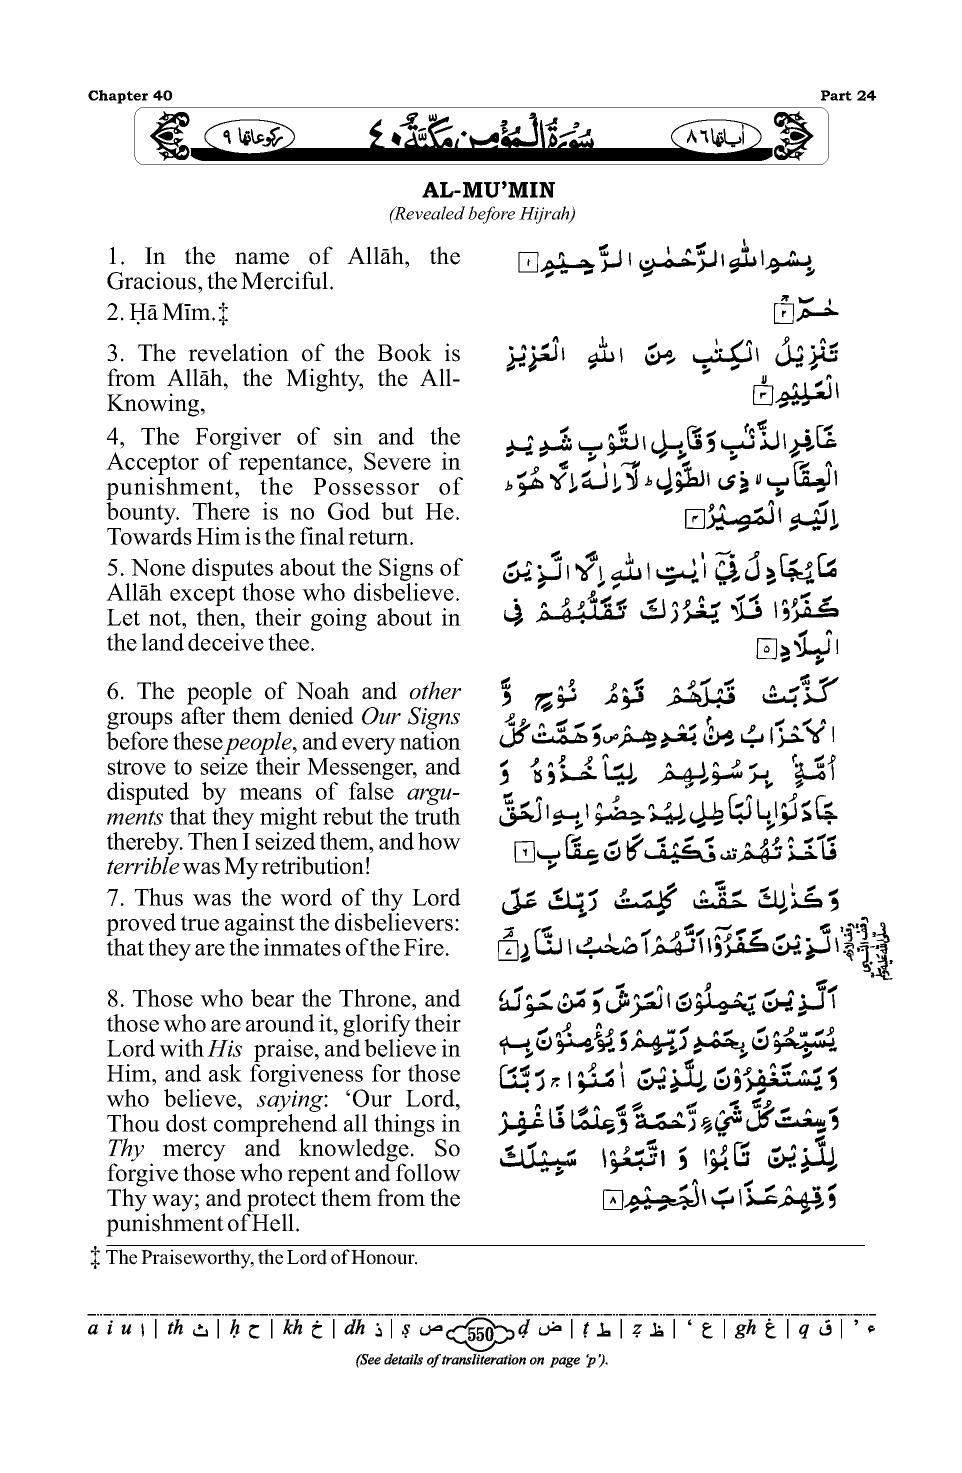 Chapter 40
Part 24
رکوعاتها ٩
سُوْرَةُ الْمُؤْمِنِ مَكِّيَّةٌ ٤٠
اٰیاتها ٨٦
AL-MU’MIN
(Revealed before Hijrah)
1. In the name of Allāh, the
Gracious, the Merciful.
2. Ḥā Mīm.‡
3. The revelation of the Book is
from Allāh, the Mighty, the All-
Knowing,
4, The Forgiver of sin and the
Acceptor of repentance, Severe in
punishment, the Possessor of
bounty. There is no God but He.
Towards Him is the final return.
5. None disputes about the Signs of
Allāh except those who disbelieve.
Let not, then, their going about in
the land deceive thee.
6. The people of Noah and other
groups after them denied Our Signs
before these people, and every nation
strove to seize their Messenger, and
disputed by means of false argu-
ments that they might rebut the truth
thereby. Then I seized them, and how
terrible was My retribution!
7. Thus was the word of thy Lord
proved true against the disbelievers:
that they are the inmates of the Fire.
8. Those who bear the Throne, and
those who are around it, glorify their
Lord with His praise, and believe in
Him, and ask forgiveness for those
who believe, saying: ‘Our Lord,
Thou dost comprehend all things in
Thy mercy and knowledge. So
forgive those who repent and follow
Thy way; and protect them from the
punishment of Hell.
بِسْمِ اللّٰهِ الرَّحْمٰنِ الرَّحِيْمِ ١
حٰمٓ ۚ ٢
تَنْزِيْلُ الْكِتٰبِ مِنَ اللّٰهِ الْعَزِيْزِ
الْعَلِيْمِ ۙ ٣
غَافِرِ الذَّنْۢبِ وَقَابِلِ التَّوْبِ شَدِيْدِ
الْعِقَابِ ۙ ذِى الطَّوْلِ ؕ لَاۤ اِلٰهَ اِلَّا هُوَ ؕ
اِلَيْهِ الْمَصِيْرُ ٤
مَا يُجَادِلُ فِيْۤ اٰيٰتِ اللّٰهِ اِلَّا الَّذِيْنَ
كَفَرُوْا فَلَا يَغْرُرْكَ تَقَلُّبُهُمْ فِى
الْبِلَادِ ٥
كَذَّبَتْ قَبْلَهُمْ قَوْمُ نُوْحٍ وَّ
الْاَحْزَابُ مِنْۢ بَعْدِهِمْ ۪ وَهَمَّتْ كُلُّ
اُمَّةٍۭ بِرَسُوْلِهِمْ لِيَاْخُذُوْهُ وَ
جَادَلُوْا بِالْبَاطِلِ لِيُدْحِضُوْا بِهِ الْحَقَّ
فَاَخَذْتُهُمْ ۟ فَكَيْفَ كَانَ عِقَابِ ٦
وَكَذٰلِكَ حَقَّتْ كَلِمَتُ رَبِّكَ عَلَى
الَّذِيْنَ كَفَرُوْۤا اَنَّهُمْ اَصْحٰبُ النَّارِ ۘ ٧
اَلَّذِيْنَ يَحْمِلُوْنَ الْعَرْشَ وَمَنْ حَوْلَهٗ
يُسَبِّحُوْنَ بِحَمْدِ رَبِّهِمْ وَيُؤْمِنُوْنَ بِهٖ
وَيَسْتَغْفِرُوْنَ لِلَّذِيْنَ اٰمَنُوْا ۚ رَبَّنَا
وَسِعْتَ كُلَّ شَيْءٍ رَّحْمَةً وَّعِلْمًا فَاغْفِرْ
لِلَّذِيْنَ تَابُوْا وَ اتَّبَعُوْا سَبِيْلَكَ
وَقِهِمْ عَذَابَ الْجَحِيْمِ ٨
‡ The Praiseworthy, the Lord of Honour.
a i u ا | th ث | ḥ ح | kh خ | dh ذ | ṣ ص 550 ḍ ض | ṭ ط | ẓ ظ | ‘ ع | gh غ | q ق | ’ ء
(See details of transliteration on page ‘p’).